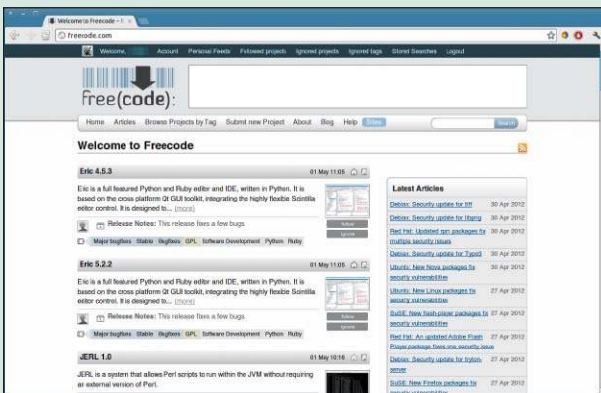 Welcome to Freecode – f
freecode.com
Welcome, Account Personal Feeds Followed projects Ignored projects Ignored tags Stored Searches Logout
free(code):
Home Articles Browse Projects by Tag Submit new Project About Blog Help Sites Search
Welcome to Freecode
Eric 4.5.3 01 May 11:05
Eric is a full featured Python and Ruby editor and IDE, written in Python. It is
based on the cross platform Qt GUI toolkit, integrating the highly flexible Scintilla
editor control. It is designed to... (more)
follow
Release Notes: This release fixes a few bugs.
ignore
Major bugfixes Stable Bugfixes GPL Software Development Python Ruby
Eric 5.2.2 01 May 11:05
Eric is a full featured Python and Ruby editor and IDE, written in Python. It is
based on the cross platform Qt GUI toolkit, integrating the highly flexible Scintilla
editor control. It is designed to... (more)
follow
Release Notes: This release fixes a few bugs.
ignore
Major bugfixes Stable Bugfixes GPL Software Development Python Ruby
JERL 1.0 01 May 10:16
JERL is a system that allows Perl scripts to run within the JVM without requiring
an external version of Perl.
Latest Articles
Debian: Security update for tiff 30 Apr 2012
Debian: Security update for libpng 30 Apr 2012
Red Hat: Updated rpm packages fix 30 Apr 2012
multiple security issues
Debian: Security update for Typo3 30 Apr 2012
Ubuntu: New Nova packages fix 30 Apr 2012
security vulnerabilities
Ubuntu: New Linux packages fix 27 Apr 2012
security vulnerabilities
SuSE: New flash-player packages fix 27 Apr 2012
security vulnerabilities
Red Hat: An updated Adobe Flash 27 Apr 2012
Player package fixes one security issue
Debian: Security update for tryton- 27 Apr 2012
server
SuSE: New Firefox packages fix 27 Apr 2012
security vulnerabilities